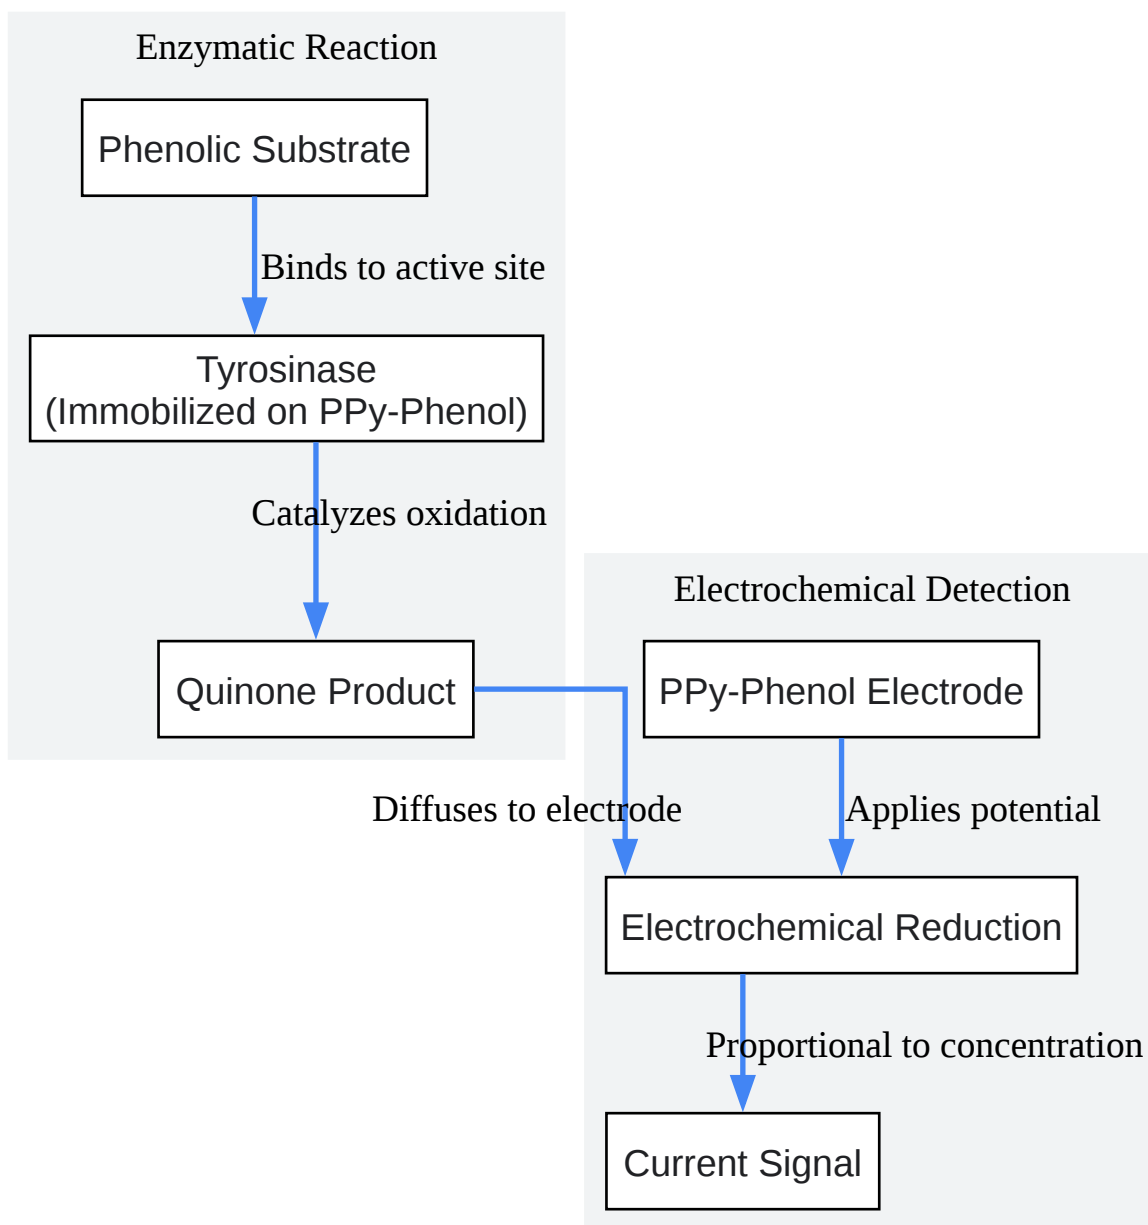 Enzymatic Reaction
Phenolic Substrate
Binds to active site
Tyrosinase
(Immobilized on PPy-Phenol)
Catalyzes oxidation
Quinone Product
Electrochemical Detection
PPy-Phenol Electrode
Diffuses to electrode
Applies potential
Electrochemical Reduction
Proportional to concentration
Current Signal